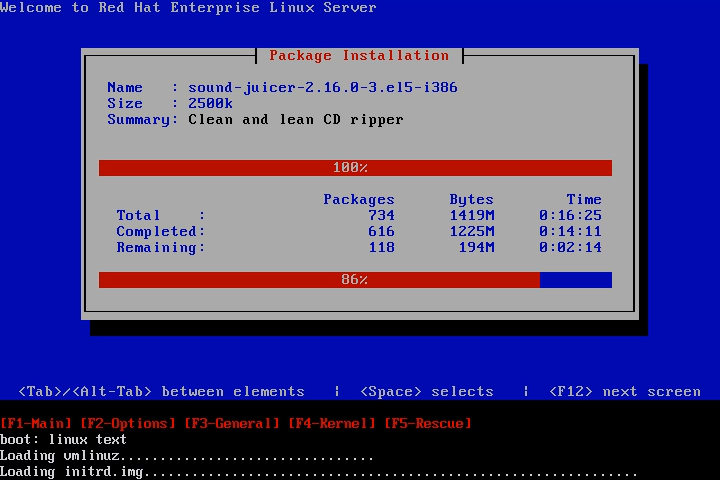 Welcome to Red Hat Enterprise Linux Server
Package Installation
Name   : sound-juicer-2.16.0-3.el5-i386
Size   : 2500k
Summary: Clean and lean CD ripper
100%
Packages Bytes Time
Total    : 734 1419M 0:16:25
Completed: 616 1225M 0:14:11
Remaining: 118 194M 0:02:14
86%
<Tab>/<Alt-Tab> between elements | <Space> selects | <F12> next screen
[F1-Main] [F2-Options] [F3-General] [F4-Kernel] [F5-Rescue]
boot: linux text
Loading vmlinuz................................
Loading initrd.img..............................................................